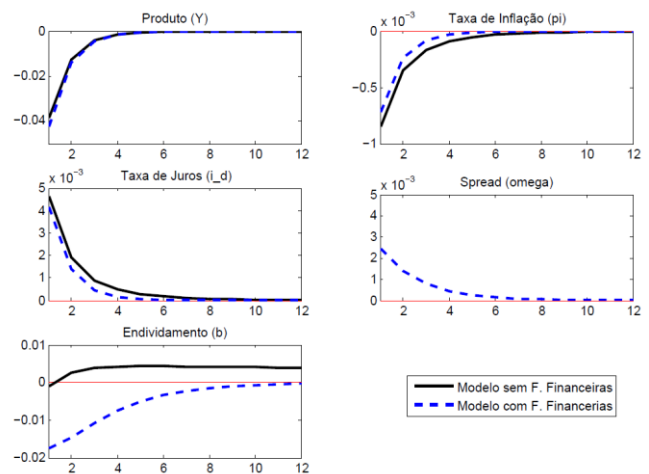 Produto (Y)
0
−0.02
−0.04
2 4 6 8 10 12
Taxa de Inflação (pi)
x 10⁻³
0
−0.5
−1
2 4 6 8 10 12
Taxa de Juros (i_d)
x 10⁻³
5
4
3
2
1
0
2 4 6 8 10 12
Spread (omega)
x 10⁻³
5
4
3
2
1
0
2 4 6 8 10 12
Endividamento (b)
0.01
0
−0.01
−0.02
2 4 6 8 10 12
Modelo sem F. Financeiras
Modelo com F. Financerias